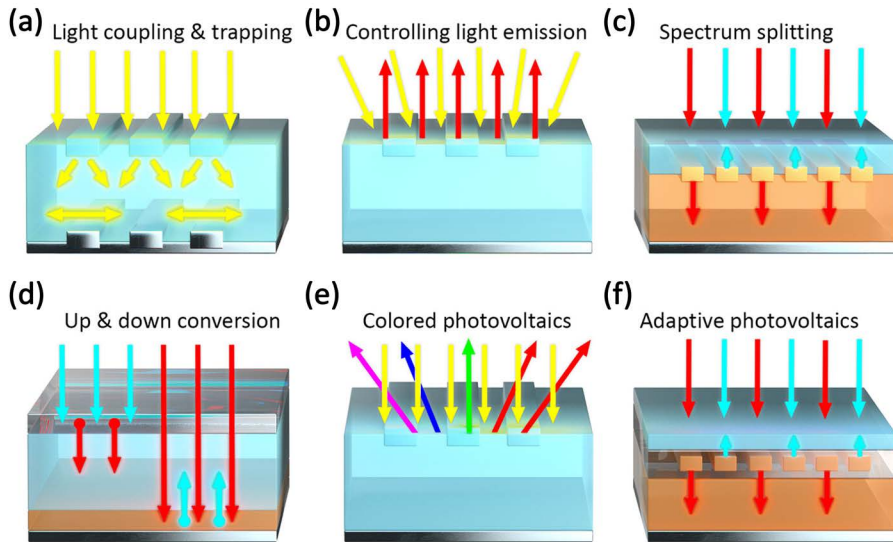 (a) Light coupling & trapping
(b) Controlling light emission
(c) Spectrum splitting
(d) Up & down conversion
(e) Colored photovoltaics
(f) Adaptive photovoltaics